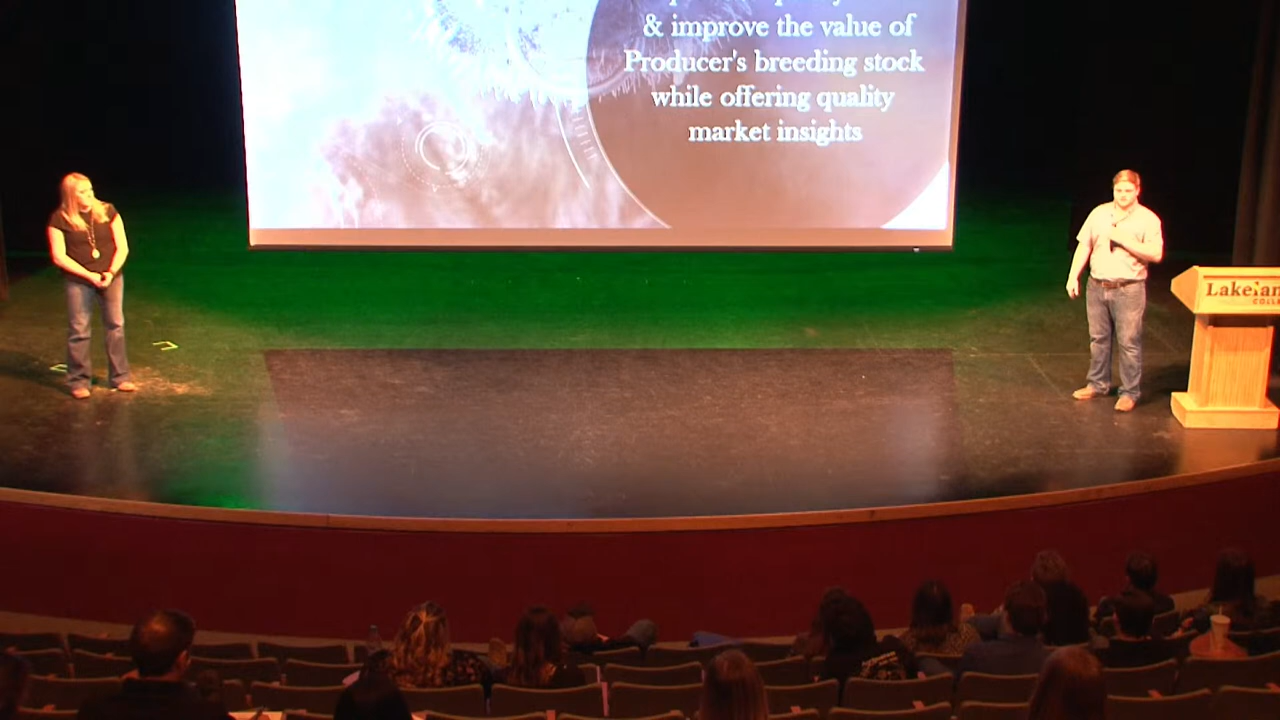 & improve the value of
Producer's breeding stock
while offering quality
market insights